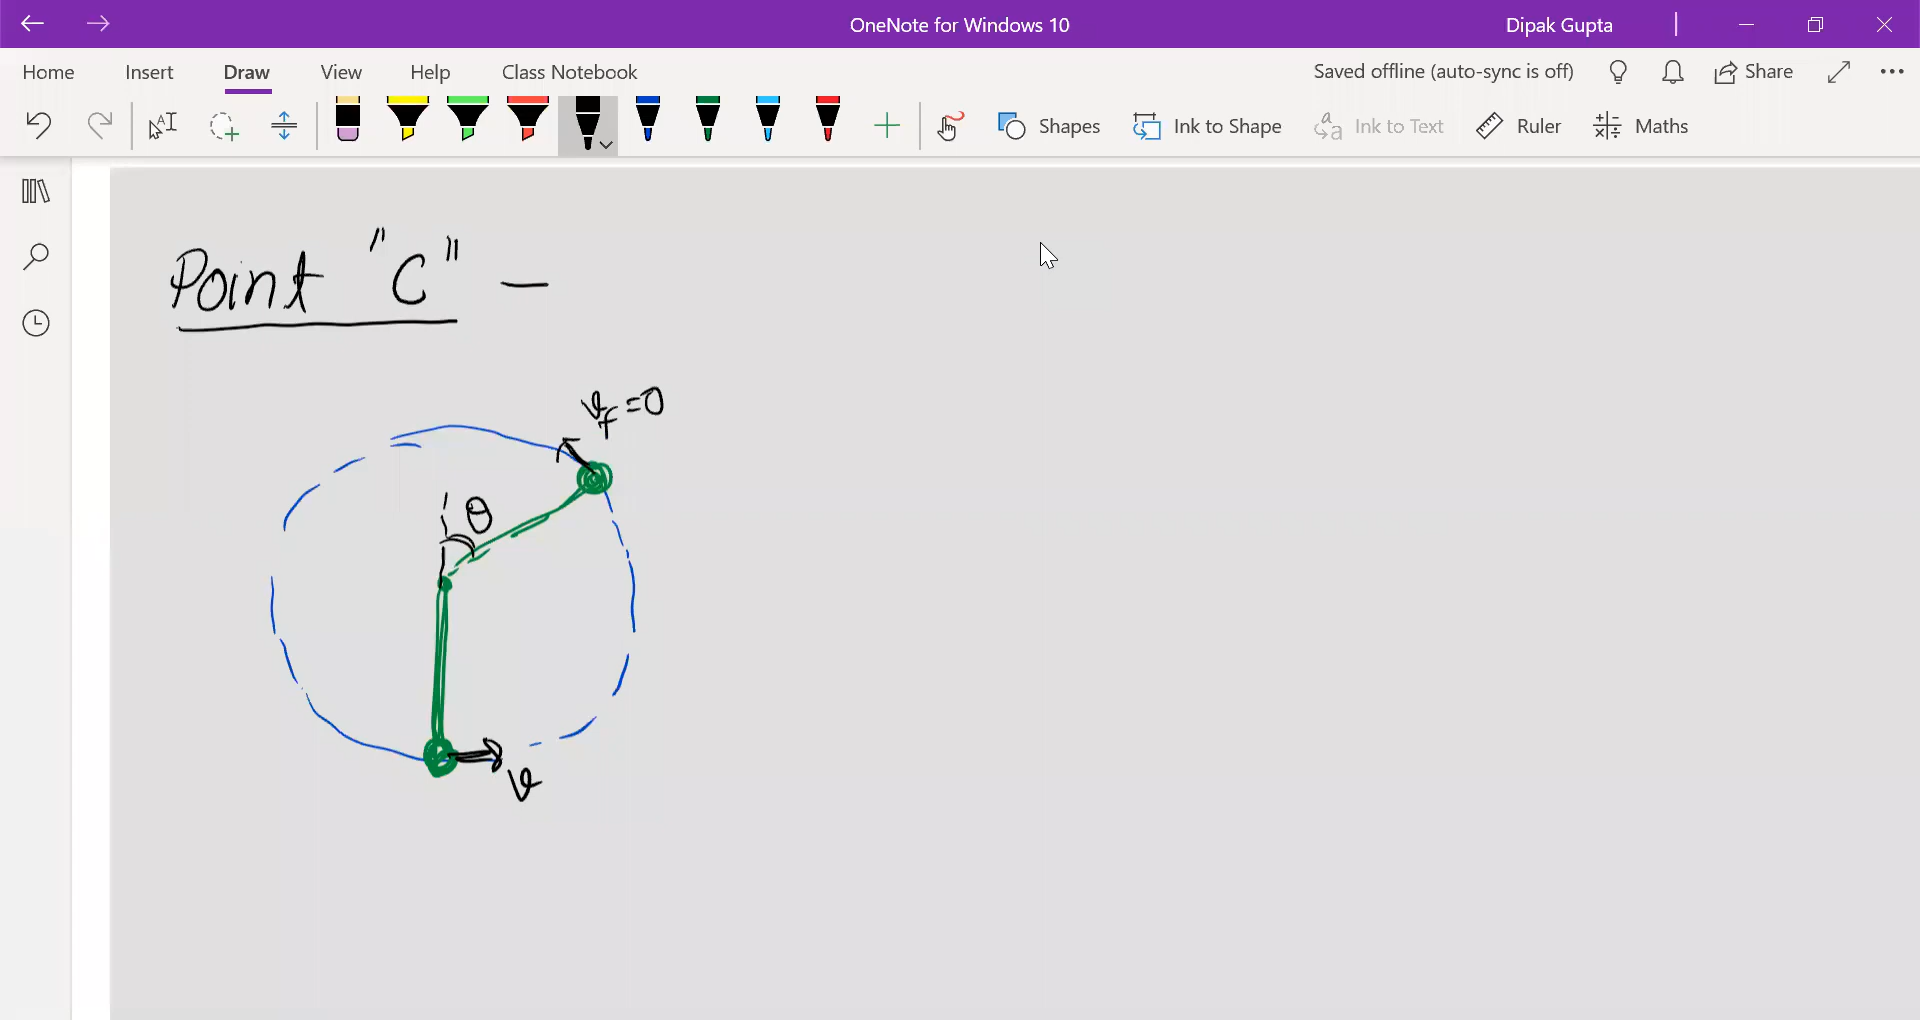 OneNote for Windows 10
Dipak Gupta
Home Insert Draw View Help Class Notebook
Saved offline (auto-sync is off) Share
Shapes Ink to Shape Ink to Text Ruler Maths
Point "C" —
v_f = 0
θ
v